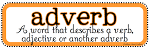 adverb
A word that describes a verb,
adjective or another adverb